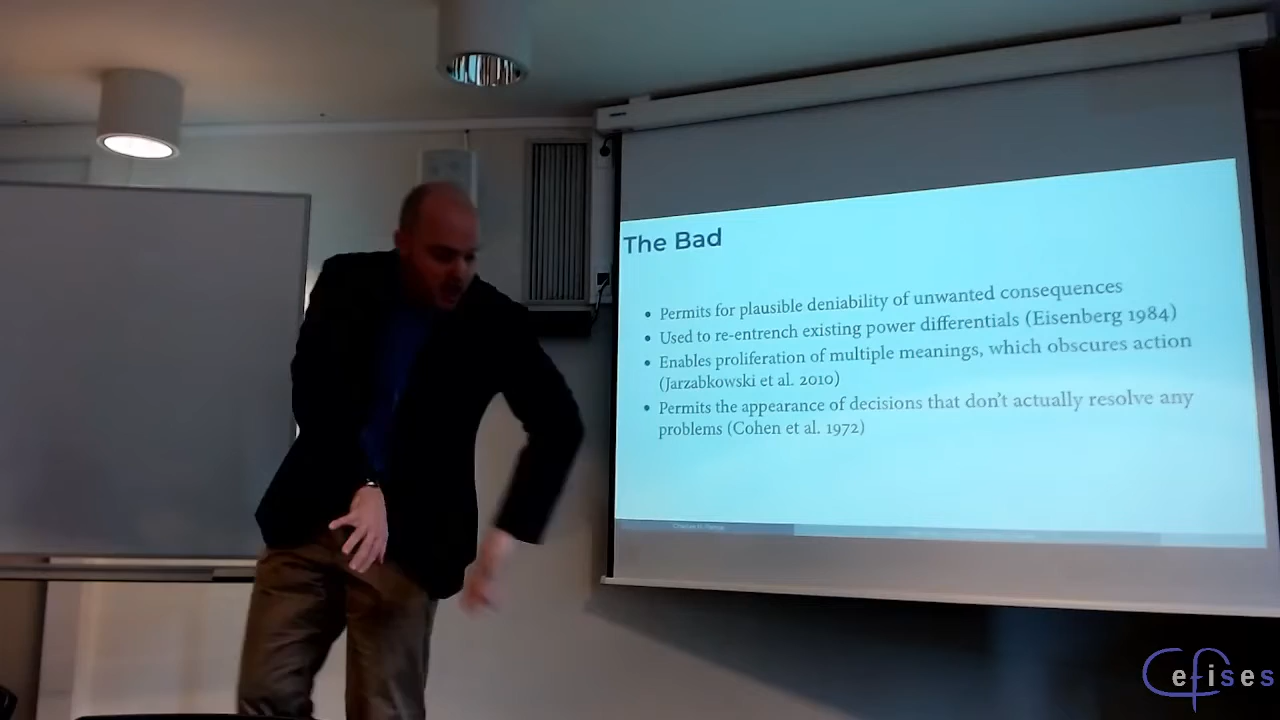 The Bad
• Permits for plausible deniability of unwanted consequences
• Used to re-entrench existing power differentials (Eisenberg 1984)
• Enables proliferation of multiple meanings, which obscures action
(Jarzabkowski et al. 2010)
• Permits the appearance of decisions that don't actually resolve any
problems (Cohen et al. 1972)
efises